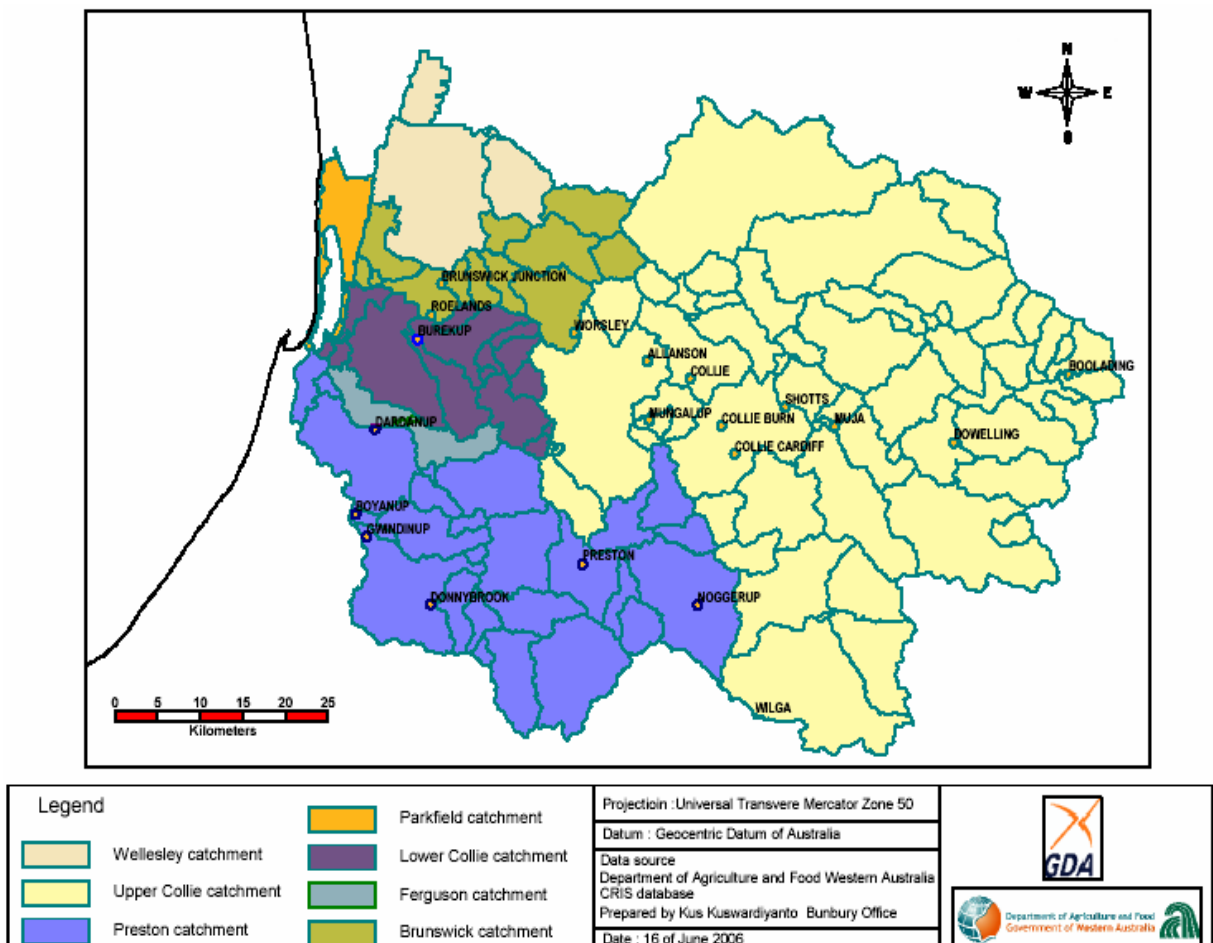 N
W E
S
BRUNSWICK JUNCTION
ROELANDS
BUREKUP
WORSLEY
ALLANSON
COLLIE
BOOLADING
SHOTTS
MUNGALUP
COLLIE BURN
MUJA
DARDANUP
DOWELLING
COLLIE CARDIFF
BOYANUP
GWINDINUP
PRESTON
DONNYBROOK
NOGGERUP
WILGA
0 5 10 15 20 25
Kilometers
Legend
Wellesley catchment
Upper Collie catchment
Preston catchment
Parkfield catchment
Lower Collie catchment
Ferguson catchment
Brunswick catchment
Projectioin : Universal Transvere Mercator Zone 50
Datum : Geocentric Datum of Australia
Data source
Department of Agriculture and Food Western Australia
CRIS database
Prepared by Kus Kuswardiyanto Bunbury Office
Date : 16 of June 2006
GDA
Department of Agriculture and Food
Government of Western Australia